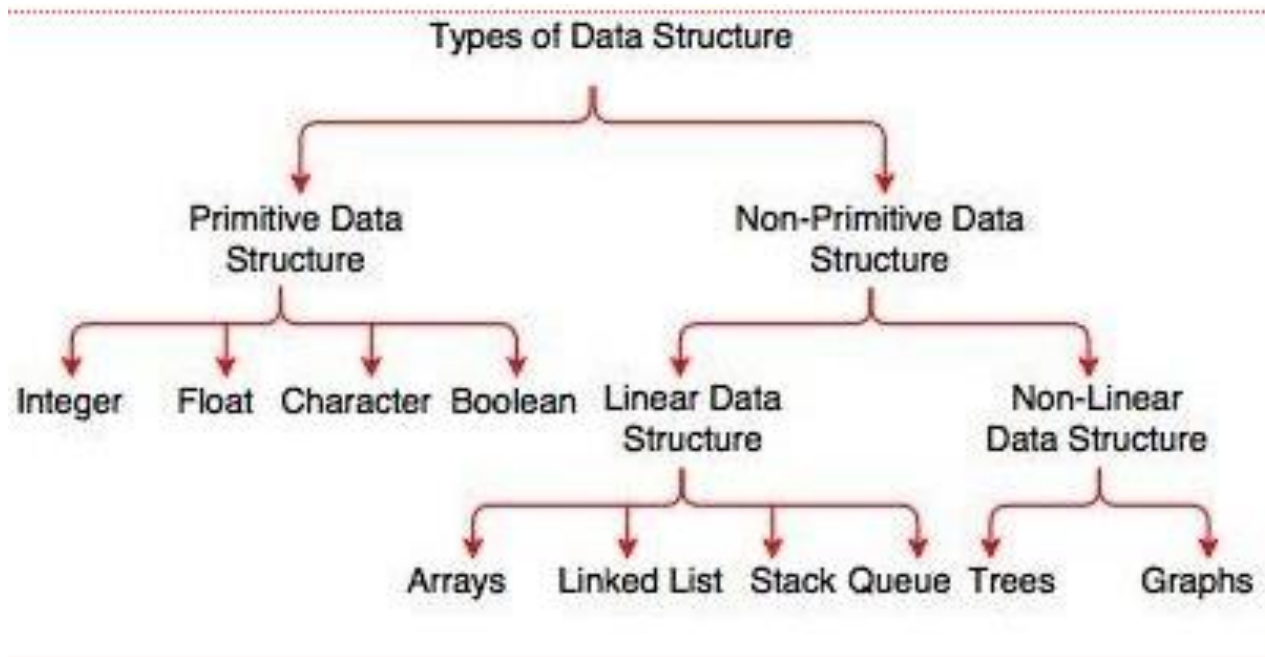 Types of Data Structure
Primitive Data
Structure
Non-Primitive Data
Structure
Integer Float Character Boolean
Linear Data
Structure
Non-Linear
Data Structure
Arrays Linked List Stack Queue Trees Graphs